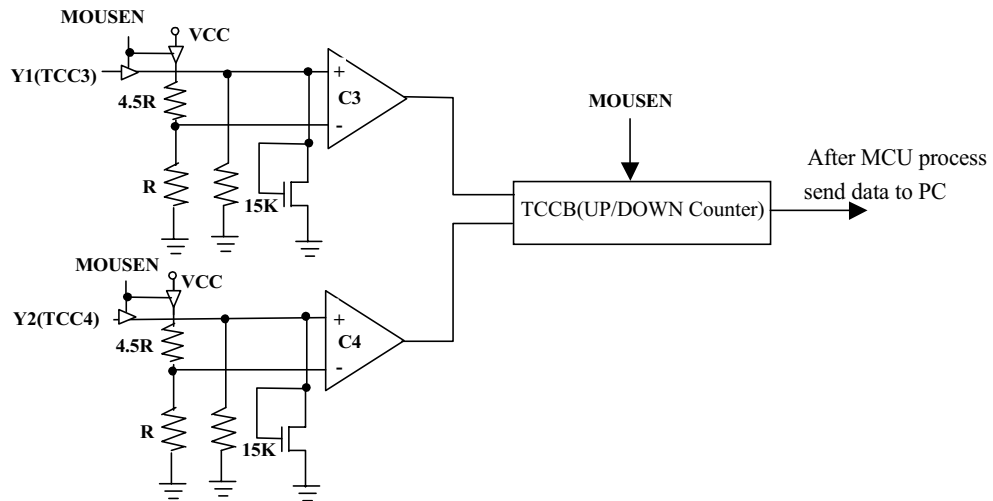 MOUSEN
VCC
Y1(TCC3)
+
C3
4.5R
-
R
15K
MOUSEN
TCCB(UP/DOWN Counter)
After MCU process
send data to PC
MOUSEN
VCC
Y2(TCC4)
+
C4
4.5R
-
R
15K